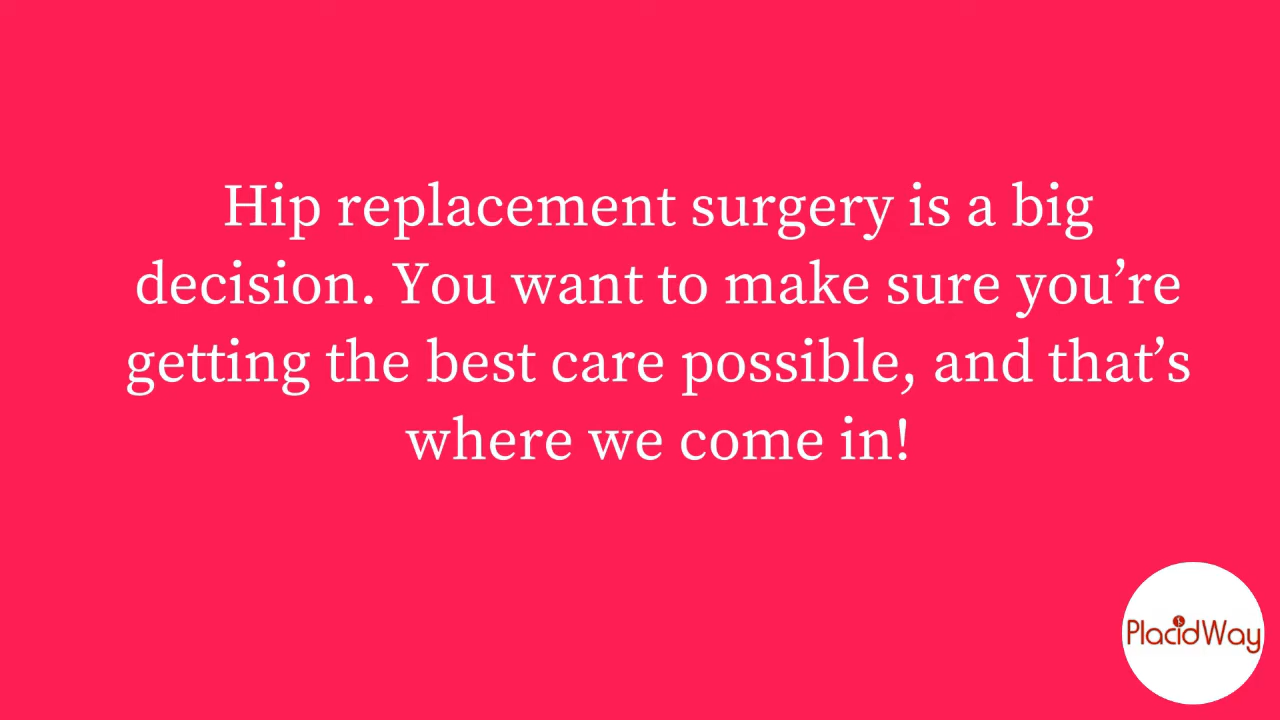 Hip replacement surgery is a big
decision. You want to make sure you’re
getting the best care possible, and that’s
where we come in!
PlacidWay